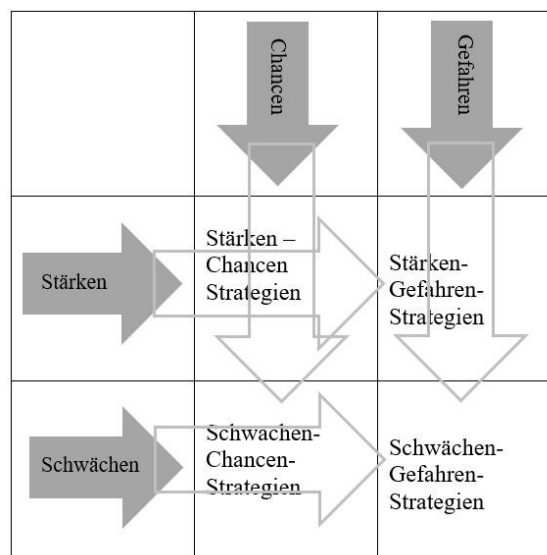 Chancen
Gefahren
Stärken
Stärken –
Chancen
Strategien
Stärken-
Gefahren-
Strategien
Schwächen
Schwachen-
Chancen-
Strategien
Schwächen-
Gefahren-
Strategien